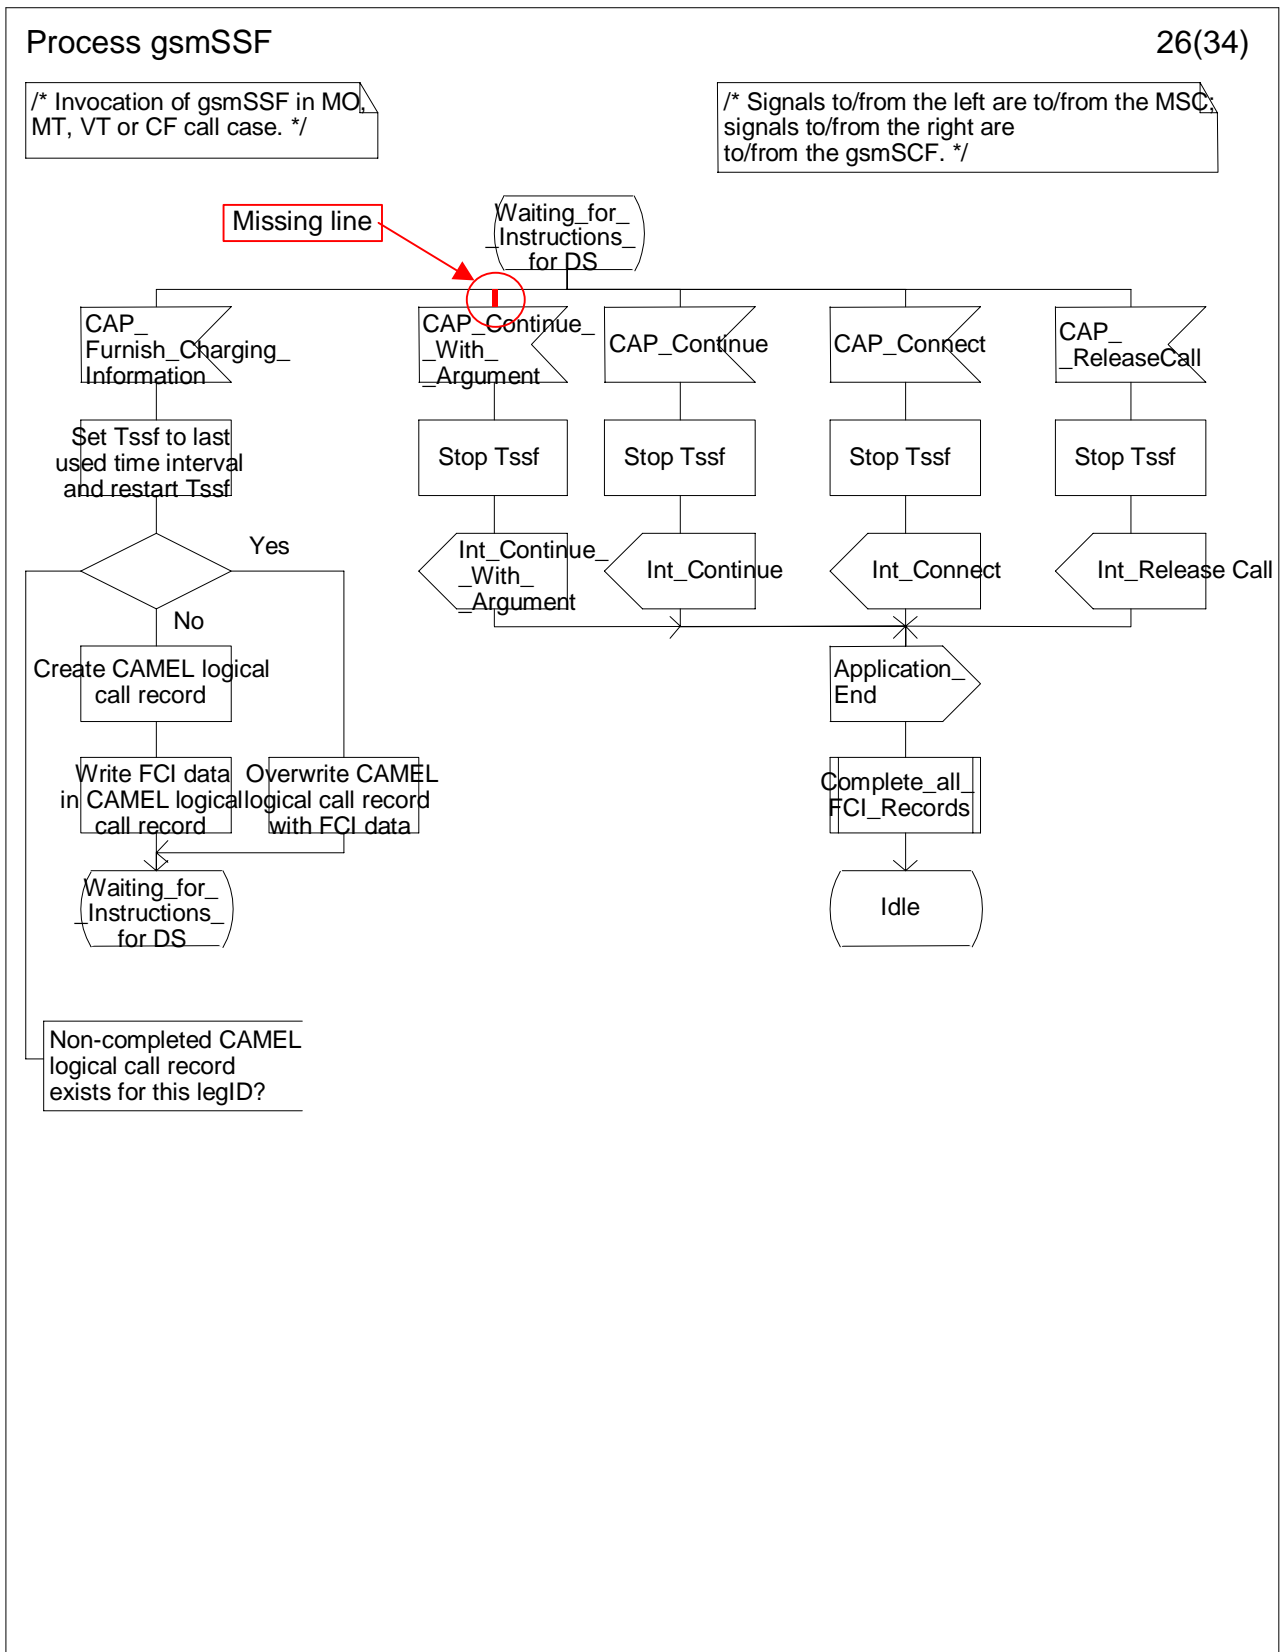 Process gsmSSF
26(34)
/* Invocation of gsmSSF in MO,
MT, VT or CF call case. */
/* Signals to/from the left are to/from the MSC;
signals to/from the right are
to/from the gsmSCF. */
Missing line
Waiting_for_
_Instructions_
for DS
CAP_
Furnish_Charging_
Information
CAP_Continue_
_With_
_Argument
CAP_Continue
CAP_Connect
CAP_
_ReleaseCall
Set Tssf to last
used time interval
and restart Tssf
Stop Tssf
Stop Tssf
Stop Tssf
Stop Tssf
Yes
No
Int_Continue_
_With_
_Argument
Int_Continue
Int_Connect
Int_Release Call
Create CAMEL logical
call record
Application_
End
Write FCI data
in CAMEL logical
call record
Overwrite CAMEL
logical call record
with FCI data
Complete_all_
_FCI_Records
Waiting_for_
_Instructions_
for DS
Idle
Non-completed CAMEL
logical call record
exists for this legID?